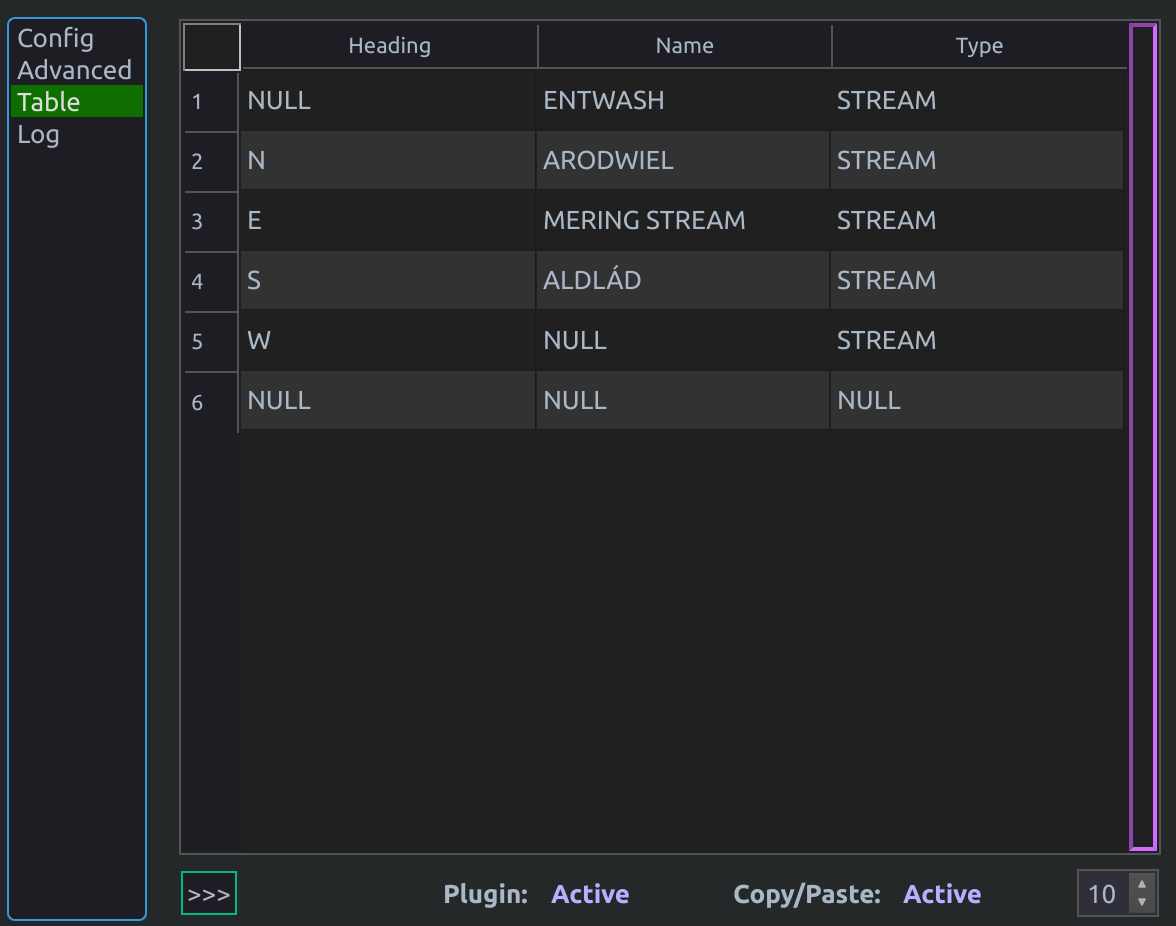 Config
Advanced
Table
Log
Heading Name Type
1 NULL ENTWASH STREAM
2 N ARODWIEL STREAM
3 E MERING STREAM STREAM
4 S ALDLÁD STREAM
5 W NULL STREAM
6 NULL NULL NULL
>>> Plugin: Active Copy/Paste: Active 10